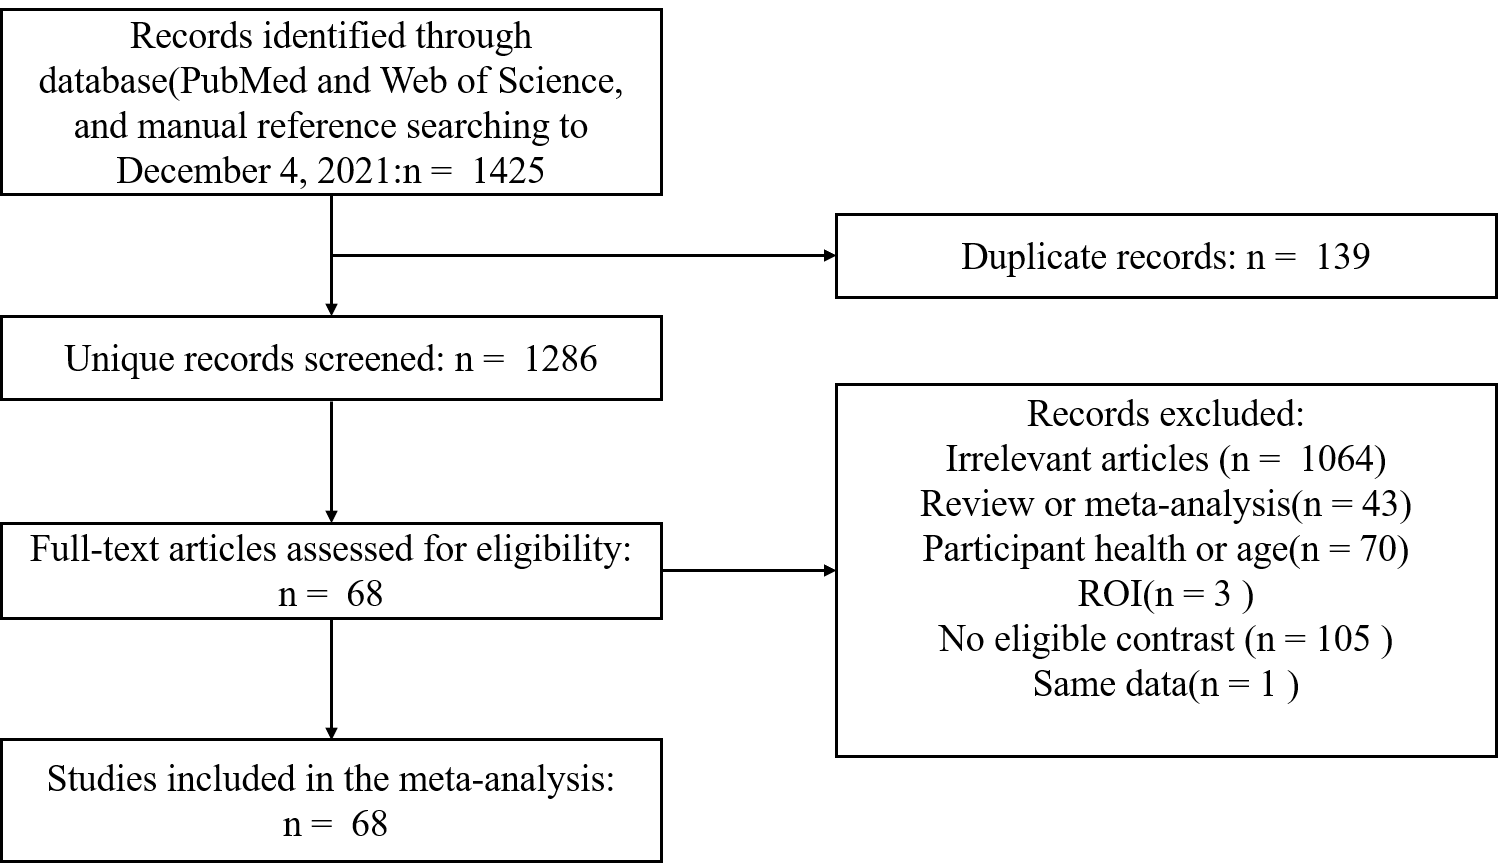 Records identified through
database(PubMed and Web of Science,
and manual reference searching to
December 4, 2021:n =  1425
Duplicate records: n =  139
Unique records screened: n =  1286
Records excluded:
Irrelevant articles (n =  1064)
Review or meta-analysis(n = 43)
Participant health or age(n = 70)
ROI(n = 3 )
No eligible contrast (n = 105 )
Same data(n = 1 )
Full-text articles assessed for eligibility:
n =  68
Studies included in the meta-analysis:
n =  68